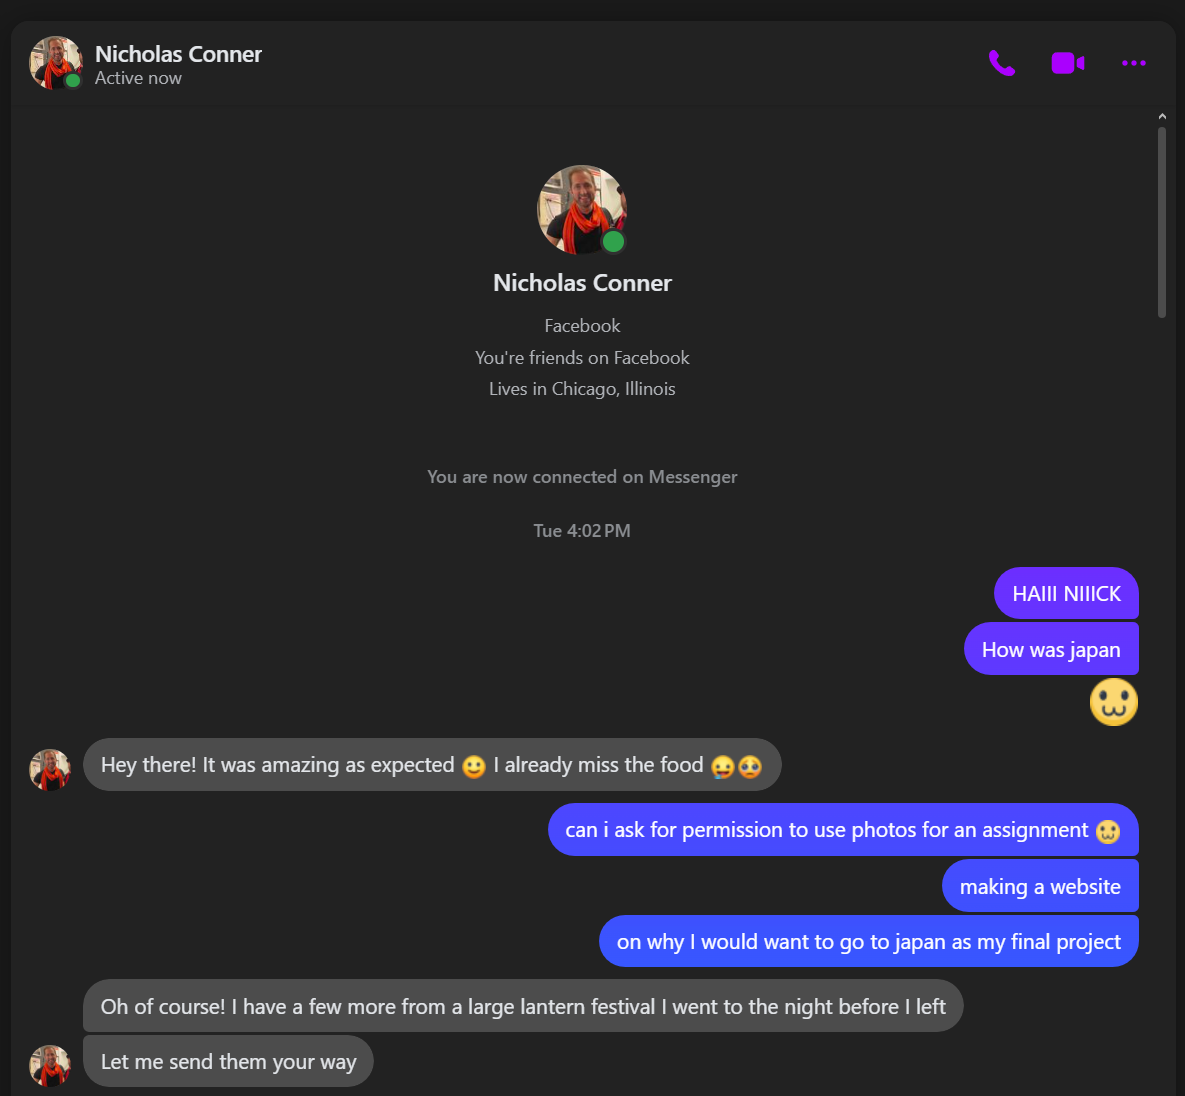 Nicholas Conner
Active now
Nicholas Conner
Facebook
You're friends on Facebook
Lives in Chicago, Illinois
You are now connected on Messenger
Tue 4:02 PM
HAIII NIIICK
How was japan
Hey there! It was amazing as expected 🙂 I already miss the food 🤪🥹
can i ask for permission to use photos for an assignment
making a website
on why I would want to go to japan as my final project
Oh of course! I have a few more from a large lantern festival I went to the night before I left
Let me send them your way